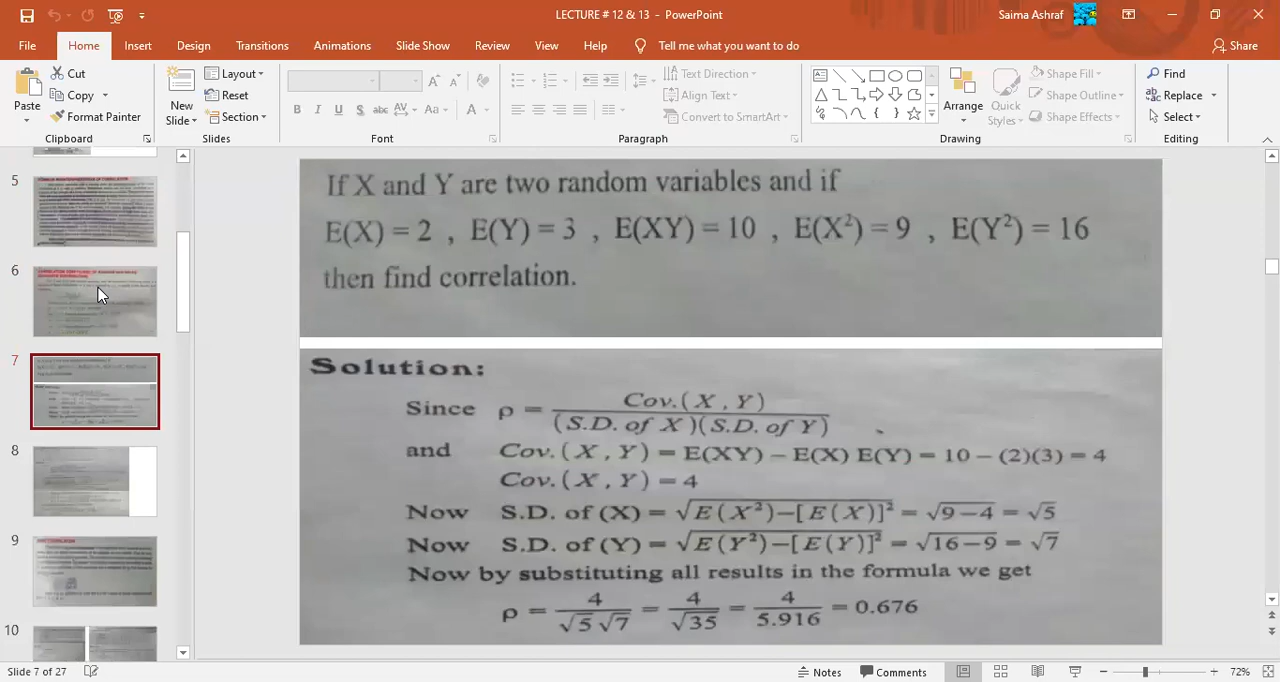 LECTURE # 12 & 13 - PowerPoint
Saima Ashraf
File Home Insert Design Transitions Animations Slide Show Review View Help Tell me what you want to do Share
Paste
Cut
Copy
Format Painter
Clipboard
New Slide
Layout
Reset
Section
Slides
B I U S abc AV Aa A
Font
Text Direction
Align Text
Convert to SmartArt
Paragraph
Arrange
Quick Styles
Shape Fill
Shape Outline
Shape Effects
Drawing
Find
Replace
Select
Editing
5
6
7
8
9
10
If X and Y are two random variables and if
E(X) = 2 , E(Y) = 3 , E(XY) = 10 , E(X²) = 9 , E(Y²) = 16
then find correlation.
Solution:
Since ρ = Cov.(X , Y) / (S.D. of X)(S.D. of Y)
and Cov.(X , Y) = E(XY) − E(X) E(Y) = 10 − (2)(3) = 4
Cov.(X , Y) = 4
Now S.D. of (X) = √E(X²)−[E(X)]² = √9−4 = √5
Now S.D. of (Y) = √E(Y²)−[E(Y)]² = √16−9 = √7
Now by substituting all results in the formula we get
ρ = 4/√5√7 = 4/√35 = 4/5.916 = 0.676
Slide 7 of 27
Notes Comments 72%